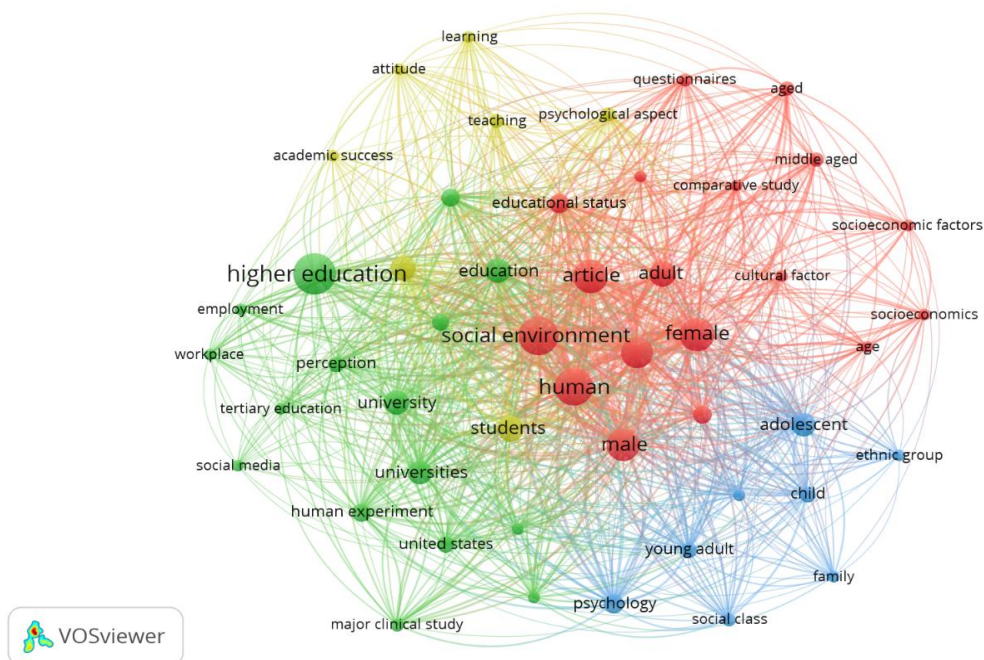 learning
attitude
questionnaires
aged
teaching
psychological aspect
academic success
middle aged
comparative study
educational status
socioeconomic factors
higher education
education
article
adult
cultural factor
employment
socioeconomics
social environment
female
workplace
perception
age
human
tertiary education
university
students
adolescent
male
ethnic group
social media
universities
child
human experiment
united states
young adult
family
psychology
major clinical study
social class
VOSviewer